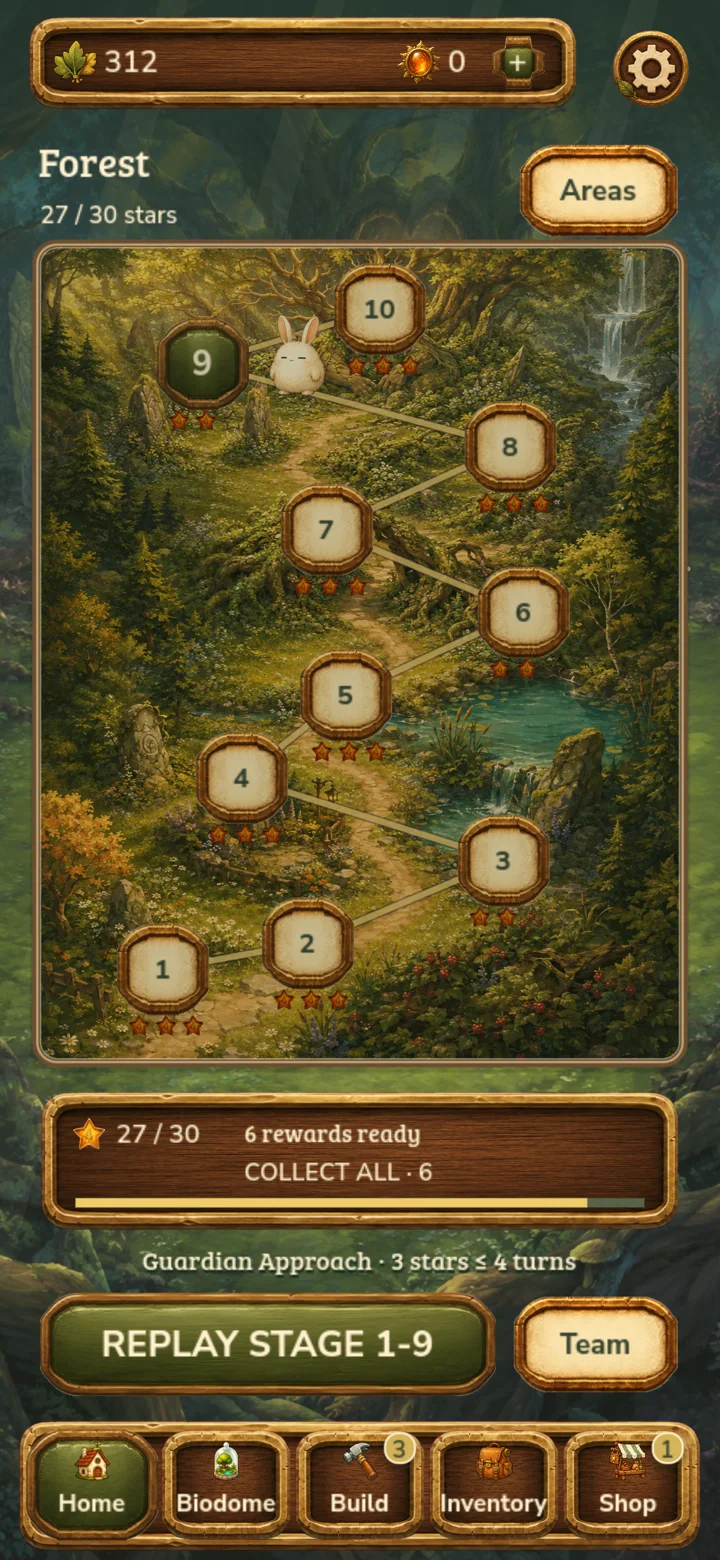 312
0
+
Forest
27 / 30 stars
Areas
10
9
8
7
6
5
4
3
2
1
27 / 30
6 rewards ready
COLLECT ALL · 6
Guardian Approach · 3 stars ≤ 4 turns
REPLAY STAGE 1-9
Team
3
1
Home
Biodome
Build
Inventory
Shop